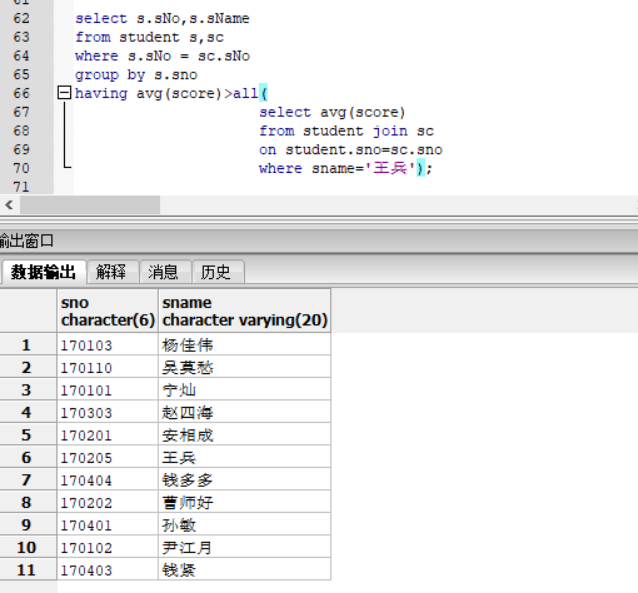 61
62 select s.sNo,s.sName
63 from student s,sc
64 where s.sNo = sc.sNo
65 group by s.sno
66 having avg(score)>all(
67 select avg(score)
68 from student join sc
69 on student.sno=sc.sno
70 where sname='王兵');
71
输出窗口
数据输出 解释 消息 历史
sno sname
character(6) character varying(20)
1 170103 杨佳伟
2 170110 吴莫愁
3 170101 宁灿
4 170303 赵四海
5 170201 安相成
6 170205 王兵
7 170404 钱多多
8 170202 曹师好
9 170401 孙敏
10 170102 尹江月
11 170403 钱紧